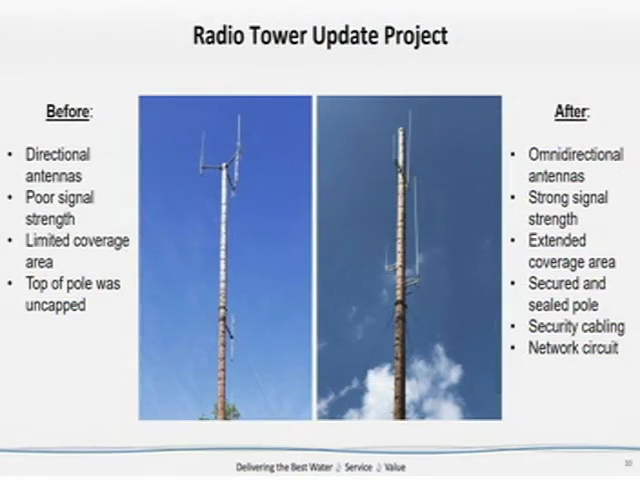 Radio Tower Update Project
Before:
• Directional
antennas
• Poor signal
strength
• Limited coverage
area
• Top of pole was
uncapped
After:
• Omnidirectional
antennas
• Strong signal
strength
• Extended
coverage area
• Secured and
sealed pole
• Security cabling
• Network circuit
Delivering the Best Water Service Value
10